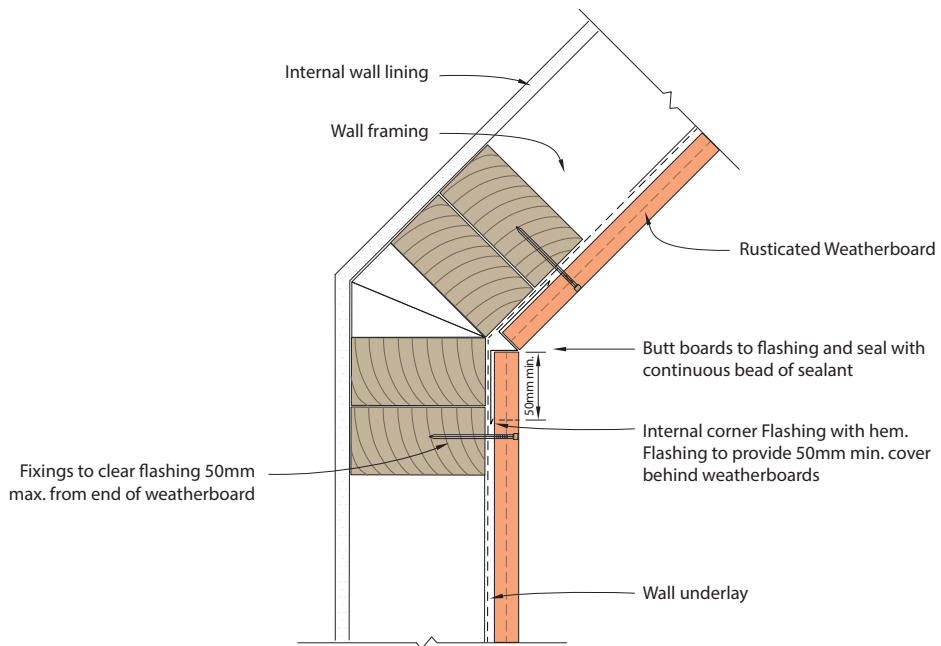 Internal wall lining
Wall framing
Rusticated Weatherboard
Butt boards to flashing and seal with
continuous bead of sealant
50mm min.
Internal corner Flashing with hem.
Flashing to provide 50mm min. cover
behind weatherboards
Fixings to clear flashing 50mm
max. from end of weatherboard
Wall underlay